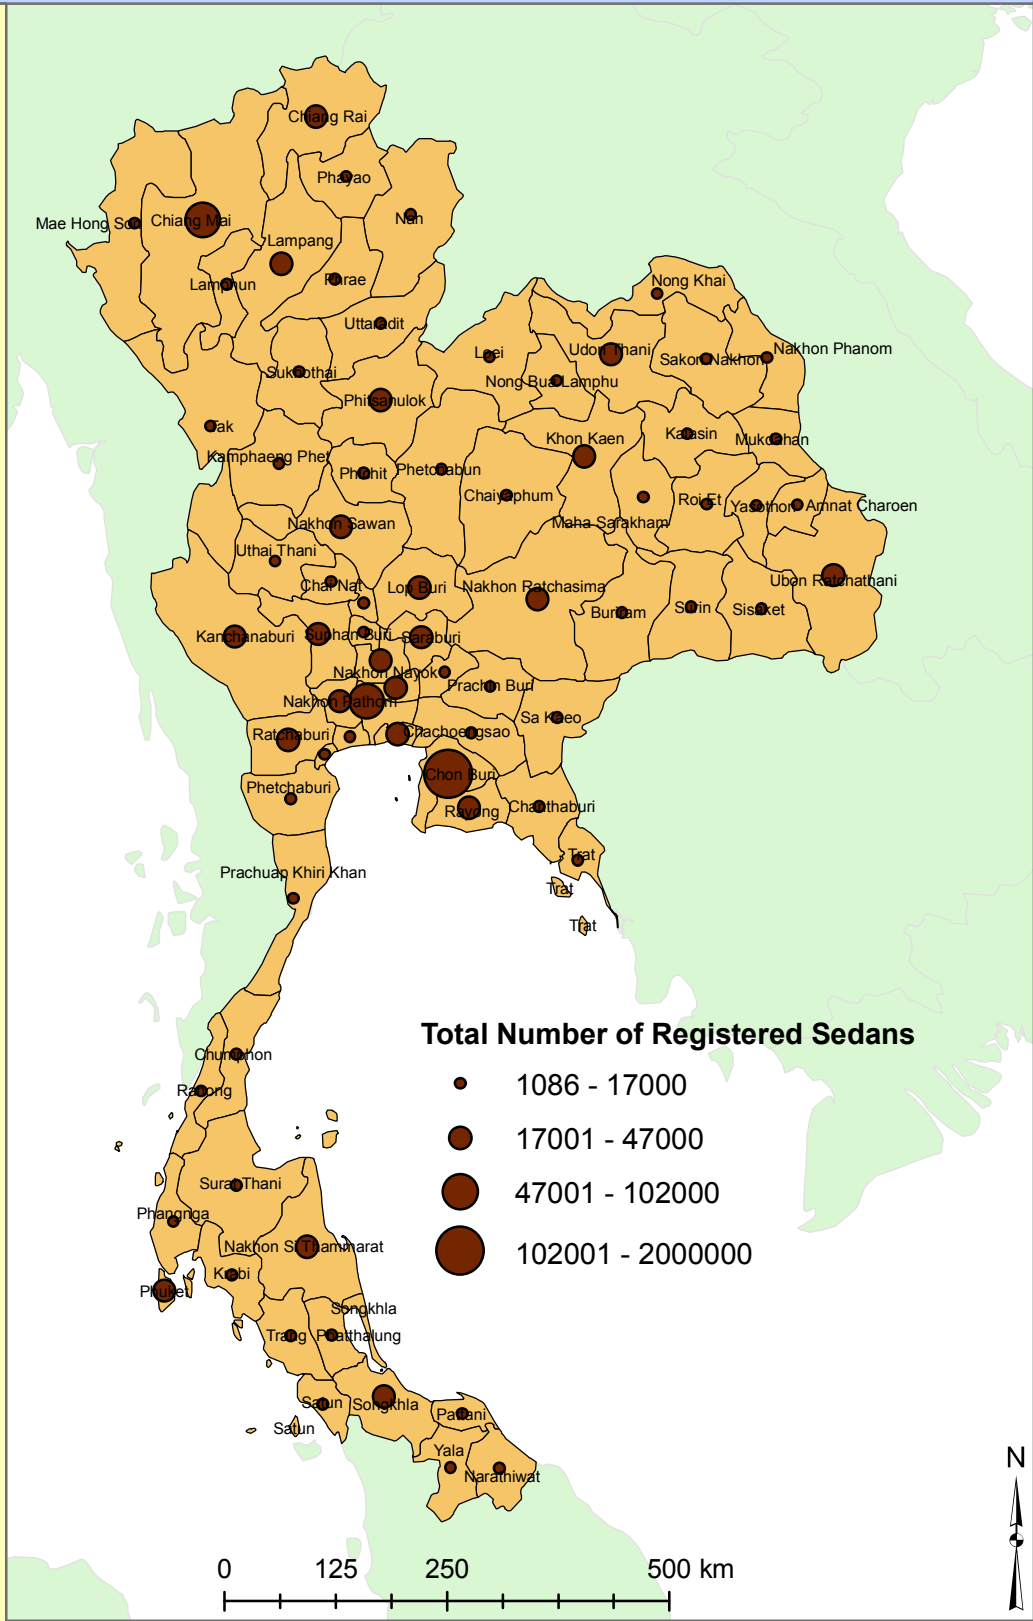 Chiang Rai
Phayao
Nan
Mae Hong Son
Chiang Mai
Lampang
Lamphun
Phrae
Nong Khai
Uttaradit
Loei
Udon Thani
Sakon Nakhon
Nakhon Phanom
Sukhothai
Nong Bua Lamphu
Phitsanulok
Tak
Khon Kaen
Kalasin
Mukdahan
Kamphaeng Phet
Phichit
Phetchabun
Chaiyaphum
Roi Et
Yasothon
Amnat Charoen
Nakhon Sawan
Maha Sarakham
Uthai Thani
Chai Nat
Lop Buri
Nakhon Ratchasima
Ubon Ratchathani
Buriram
Surin
Sisaket
Kanchanaburi
Suphan Buri
Saraburi
Nakhon Nayok
Prachin Buri
Nakhon Pathom
Sa Kaeo
Ratchaburi
Chachoengsao
Chon Buri
Phetchaburi
Rayong
Chanthaburi
Trat
Prachuap Khiri Khan
Trat
Trat
Total Number of Registered Sedans
1086 - 17000
17001 - 47000
47001 - 102000
102001 - 2000000
Chumphon
Ranong
Surat Thani
Phangnga
Nakhon Si Thammarat
Krabi
Phuket
Songkhla
Trang
Phatthalung
Satun
Songkhla
Pattani
Satun
Yala
Narathiwat
N
0 125 250 500 km